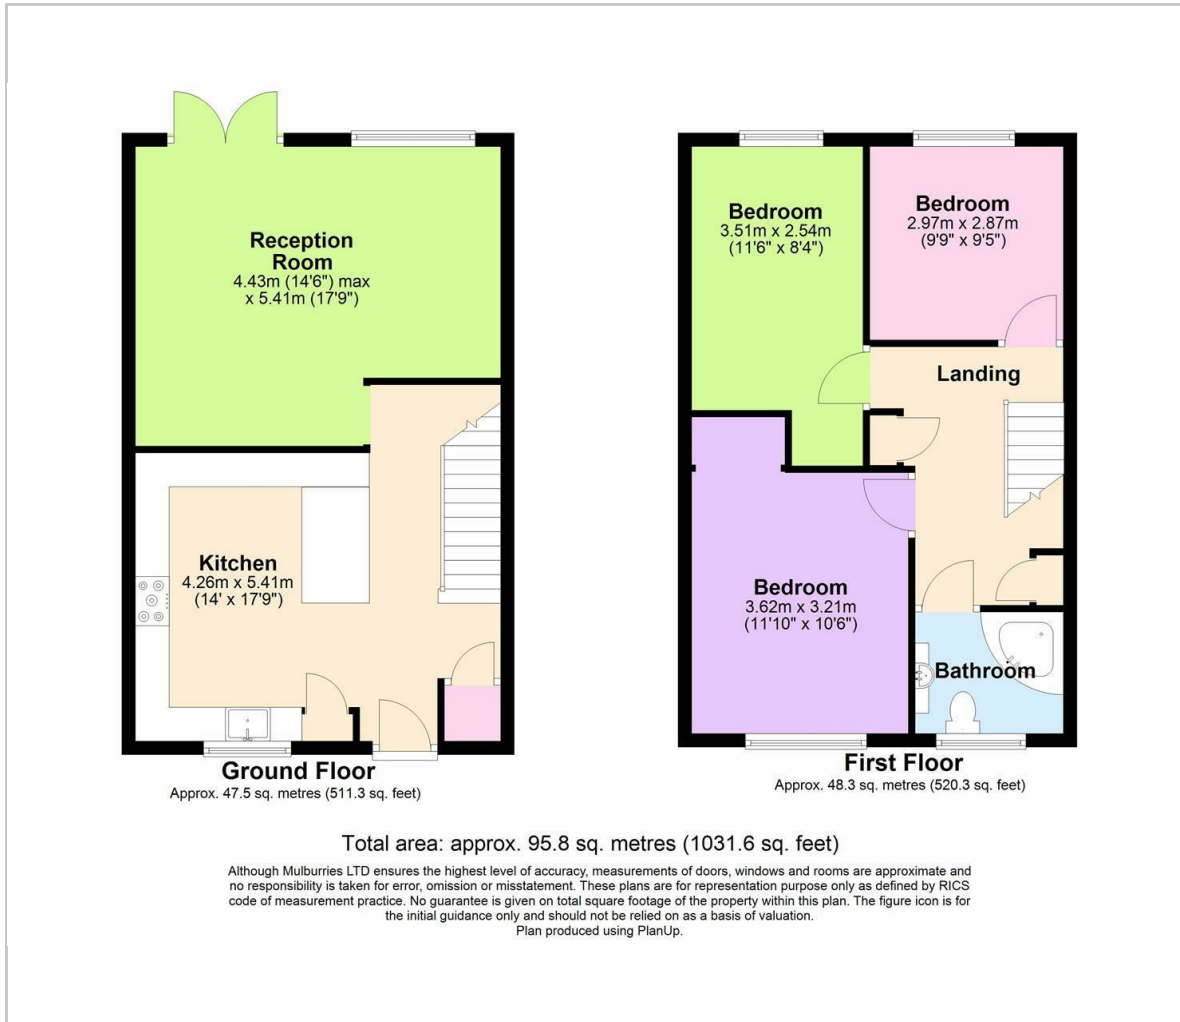 Reception
Room
4.43m (14'6") max
x 5.41m (17'9")
Kitchen
4.26m x 5.41m
(14' x 17'9")
Ground Floor
Approx. 47.5 sq. metres (511.3 sq. feet)
Bedroom
3.51m x 2.54m
(11'6" x 8'4")
Bedroom
2.97m x 2.87m
(9'9" x 9'5")
Landing
Bedroom
3.62m x 3.21m
(11'10" x 10'6")
Bathroom
First Floor
Approx. 48.3 sq. metres (520.3 sq. feet)
Total area: approx. 95.8 sq. metres (1031.6 sq. feet)
Although Mulburries LTD ensures the highest level of accuracy, measurements of doors, windows and rooms are approximate and
no responsibility is taken for error, omission or misstatement. These plans are for representation purpose only as defined by RICS
code of measurement practice. No guarantee is given on total square footage of the property within this plan. The figure icon is for
the initial guidance only and should not be relied on as a basis of valuation.
Plan produced using PlanUp.